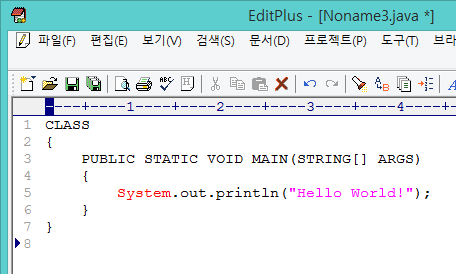 EditPlus - [Noname3.java *]
파일(F) 편집(E) 보기(V) 검색(S) 문서(D) 프로젝트(P) 도구(T) 브라
----+----1----+----2----+----3----+----4----+---
1 CLASS
2 {
3 PUBLIC STATIC VOID MAIN(STRING[] ARGS)
4 {
5 System.out.println("Hello World!");
6 }
7 }
8